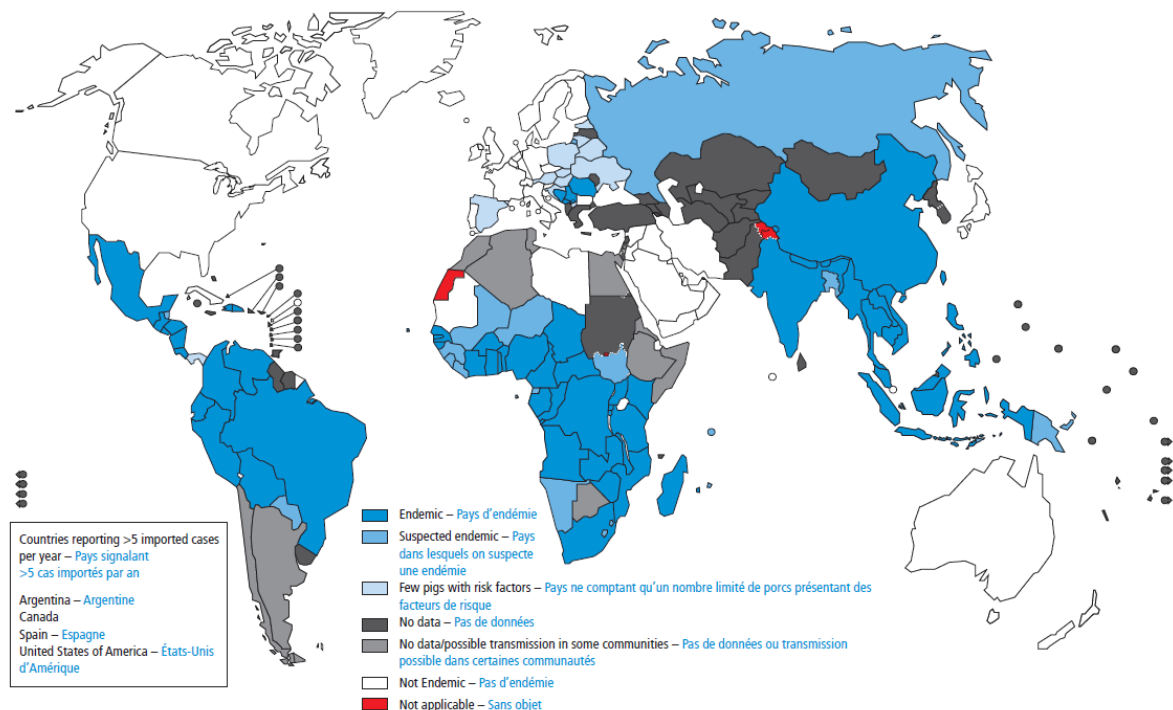 Countries reporting >5 imported cases
per year – Pays signalant
>5 cas importés par an
Argentina – Argentine
Canada
Spain – Espagne
United States of America – États-Unis
d’Amérique
Endemic – Pays d’endémie
Suspected endemic – Pays
dans lesquels on suspecte
une endémie
Few pigs with risk factors – Pays ne comptant qu’un nombre limité de porcs présentant des
facteurs de risque
No data – Pas de données
No data/possible transmission in some communities – Pas de données ou transmission
possible dans certaines communautés
Not Endemic – Pas d’endémie
Not applicable – Sans objet